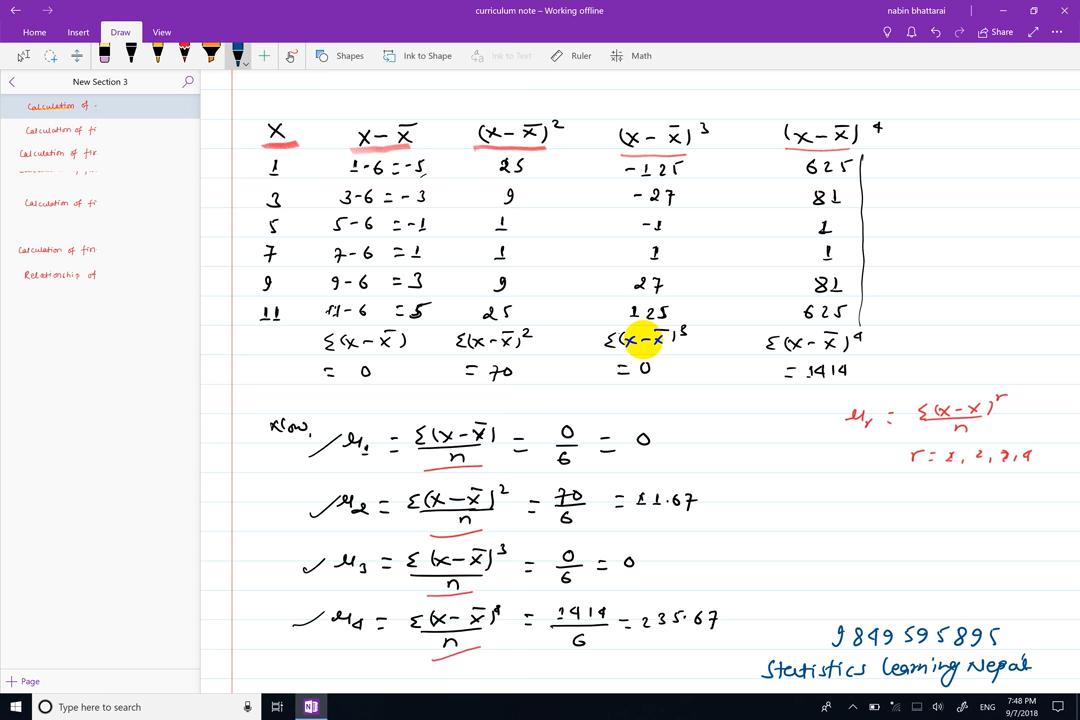 curriculum note – Working offline
nabin bhattarai
Home Insert Draw View
Share
Shapes Ink to Shape Ink to Text Ruler Math
New Section 3
Calculation of
Calculation of fi
Calculation of fir
Calculation of fi
Calculation of fin
Relationship of
Page
X X − X̄ (X − X̄)² (X − X̄)³ (X − X̄)⁴
1 1-6 = -5 25 -125 625
3 3-6 = -3 9 -27 81
5 5-6 = -1 1 -1 1
7 7-6 = 1 1 1 1
9 9-6 = 3 9 27 81
11 11-6 = 5 25 125 625
Σ(X − X̄) Σ(X − X̄)² Σ(X − X̄)³ Σ(X − X̄)⁴
= 0 = 70 = 0 = 1414
μr = Σ(X − X)^r / n
r = 1, 2, 3, 4
Now, μ1 = Σ(X − X̄) / n = 0/6 = 0
μ2 = Σ(X − X̄)² / n = 70/6 = 11.67
μ3 = Σ(X − X̄)³ / n = 0/6 = 0
μ4 = Σ(X − X̄)⁴ / n = 1414/6 = 235.67
9849595895
Statistics Learning Nepal
Type here to search
ENG
7:48 PM
9/7/2018